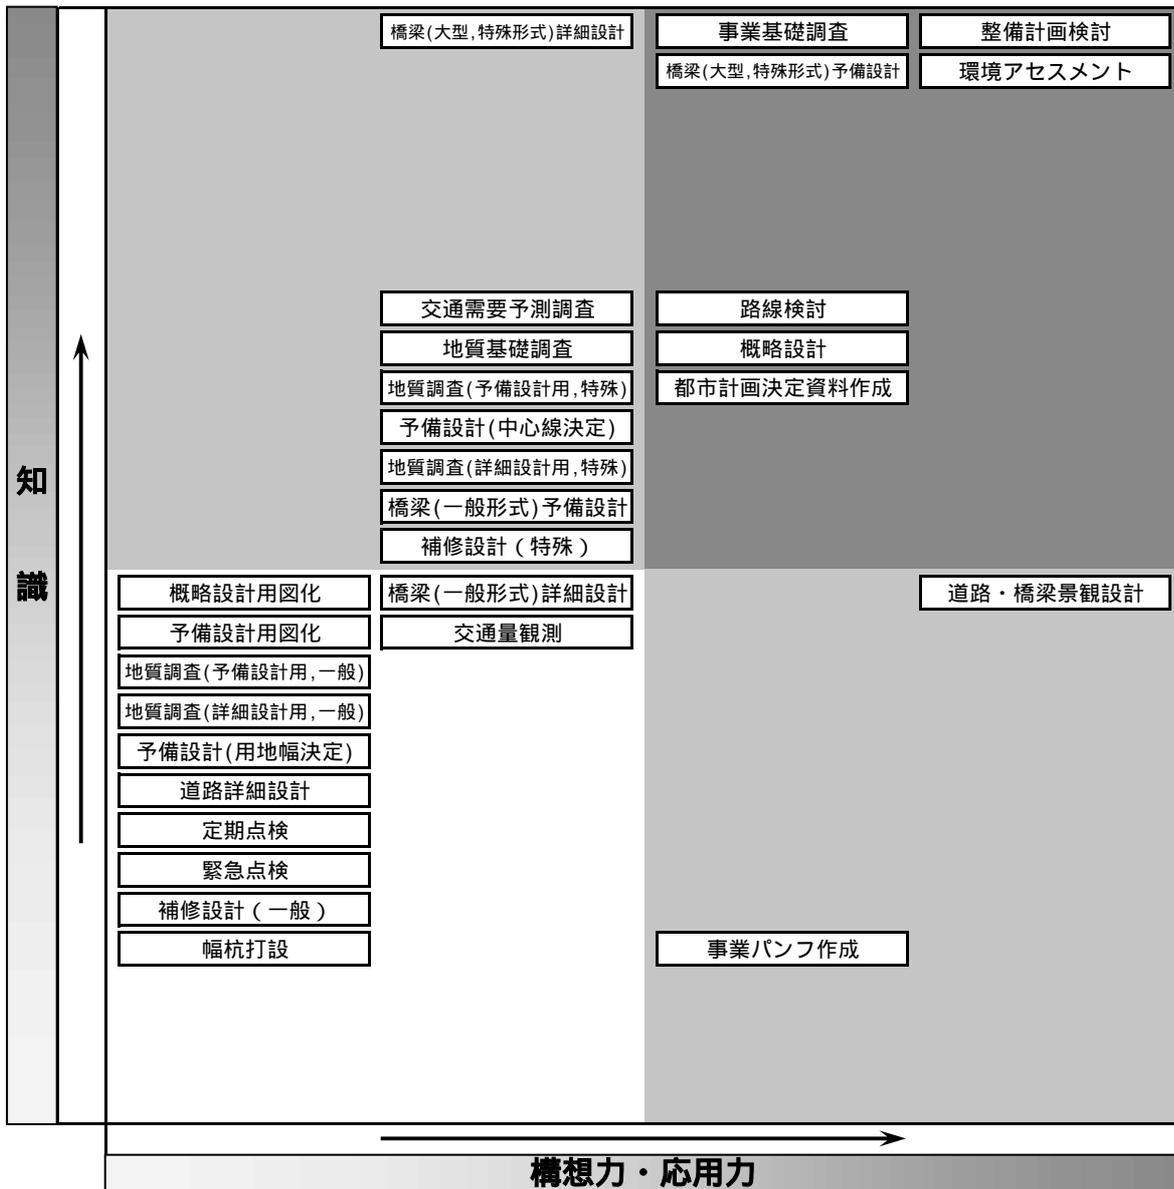 橋梁(大型,特殊形式)詳細設計
事業基礎調査
整備計画検討
橋梁(大型,特殊形式)予備設計
環境アセスメント
交通需要予測調査
路線検討
地質基礎調査
概略設計
地質調査(予備設計用,特殊)
都市計画決定資料作成
予備設計(中心線決定)
地質調査(詳細設計用,特殊)
橋梁(一般形式)予備設計
補修設計(特殊)
知識
概略設計用図化
橋梁(一般形式)詳細設計
道路・橋梁景観設計
予備設計用図化
交通量観測
地質調査(予備設計用,一般)
地質調査(詳細設計用,一般)
予備設計(用地幅決定)
道路詳細設計
定期点検
緊急点検
補修設計(一般)
幅杭打設
事業パンフ作成
構想力・応用力